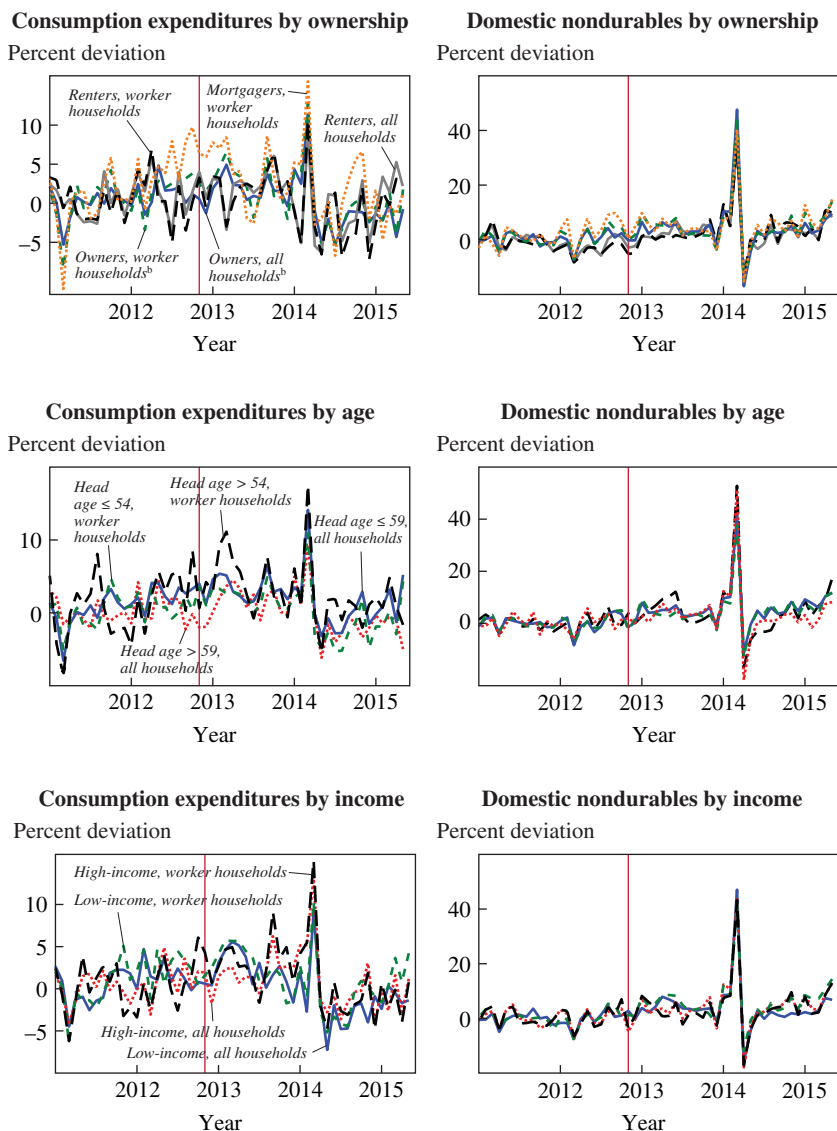 Consumption expenditures by ownership
Percent deviation
Renters, worker
households
Mortgagers,
worker
households
Renters, all
households
10
5
0
−5
Owners, worker
householdsb
Owners, all
householdsb
2012 2013 2014 2015
Year
Domestic nondurables by ownership
Percent deviation
40
20
0
2012 2013 2014 2015
Year
Consumption expenditures by age
Percent deviation
Head
age ≤ 54,
worker
households
Head age > 54,
worker households
Head age ≤ 59,
all households
10
0
Head age > 59,
all households
2012 2013 2014 2015
Year
Domestic nondurables by age
Percent deviation
40
20
0
2012 2013 2014 2015
Year
Consumption expenditures by income
Percent deviation
High-income, worker households
Low-income, worker households
10
5
0
−5
High-income, all households
Low-income, all households
2012 2013 2014 2015
Year
Domestic nondurables by income
Percent deviation
40
20
0
2012 2013 2014 2015
Year